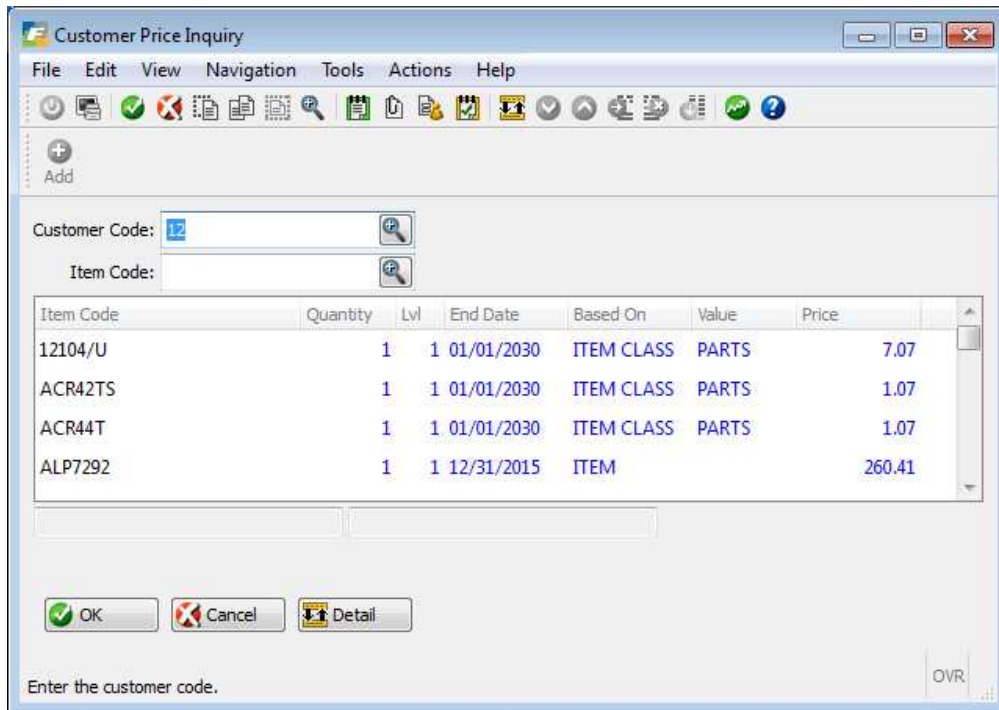 Customer Price Inquiry
File Edit View Navigation Tools Actions Help
Add
Customer Code: 12
Item Code:
Item Code Quantity Lvl End Date Based On Value Price
12104/U 1 1 01/01/2030 ITEM CLASS PARTS 7.07
ACR42TS 1 1 01/01/2030 ITEM CLASS PARTS 1.07
ACR44T 1 1 01/01/2030 ITEM CLASS PARTS 1.07
ALP7292 1 1 12/31/2015 ITEM 260.41
OK Cancel Detail
Enter the customer code. OVR